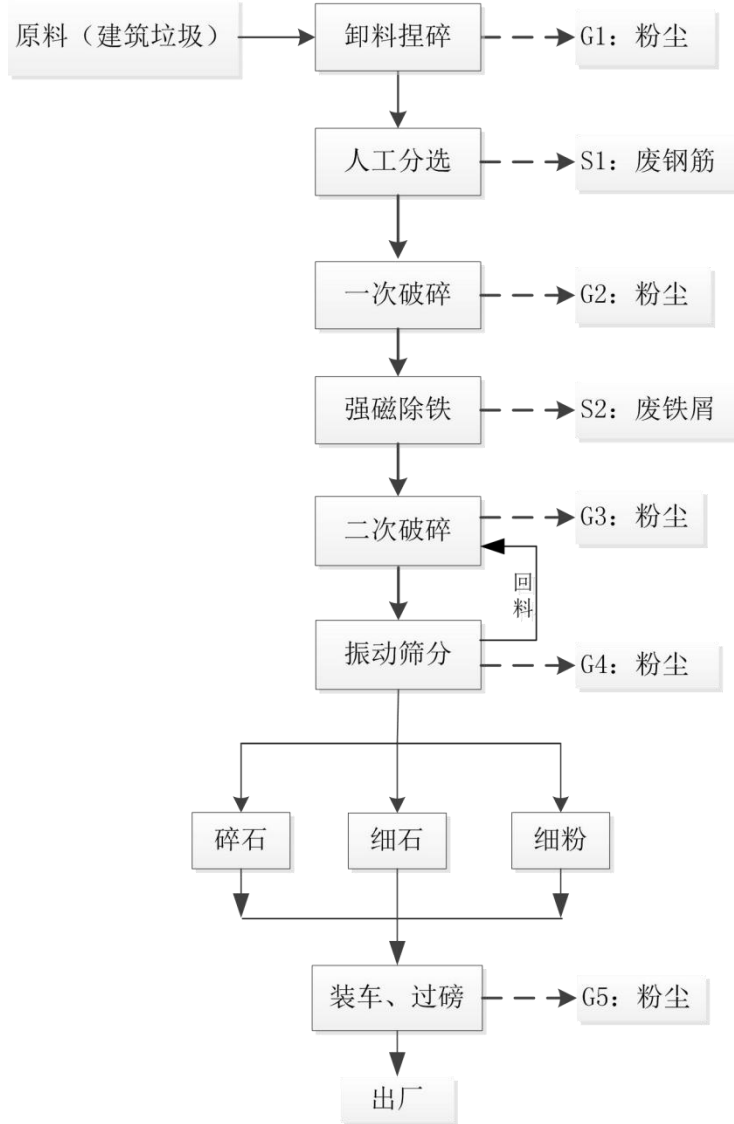 原料（建筑垃圾）
卸料捏碎
G1：粉尘
人工分选
S1：废钢筋
一次破碎
G2：粉尘
强磁除铁
S2：废铁屑
二次破碎
G3：粉尘
回料
振动筛分
G4：粉尘
碎石
细石
细粉
装车、过磅
G5：粉尘
出厂